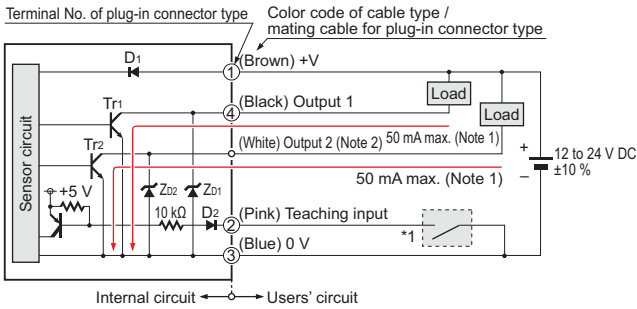 Terminal No. of plug-in connector type
Color code of cable type /
mating cable for plug-in connector type
D1
1
(Brown) +V
Tr1
4
(Black) Output 1
Load
Load
Tr2
(White) Output 2 (Note 2)
50 mA max. (Note 1)
Sensor circuit
+
12 to 24 V DC
±10 %
–
50 mA max. (Note 1)
+5 V
ZD2
ZD1
10 kΩ
D2
2
(Pink) Teaching input
*1
3
(Blue) 0 V
Internal circuit
Users' circuit